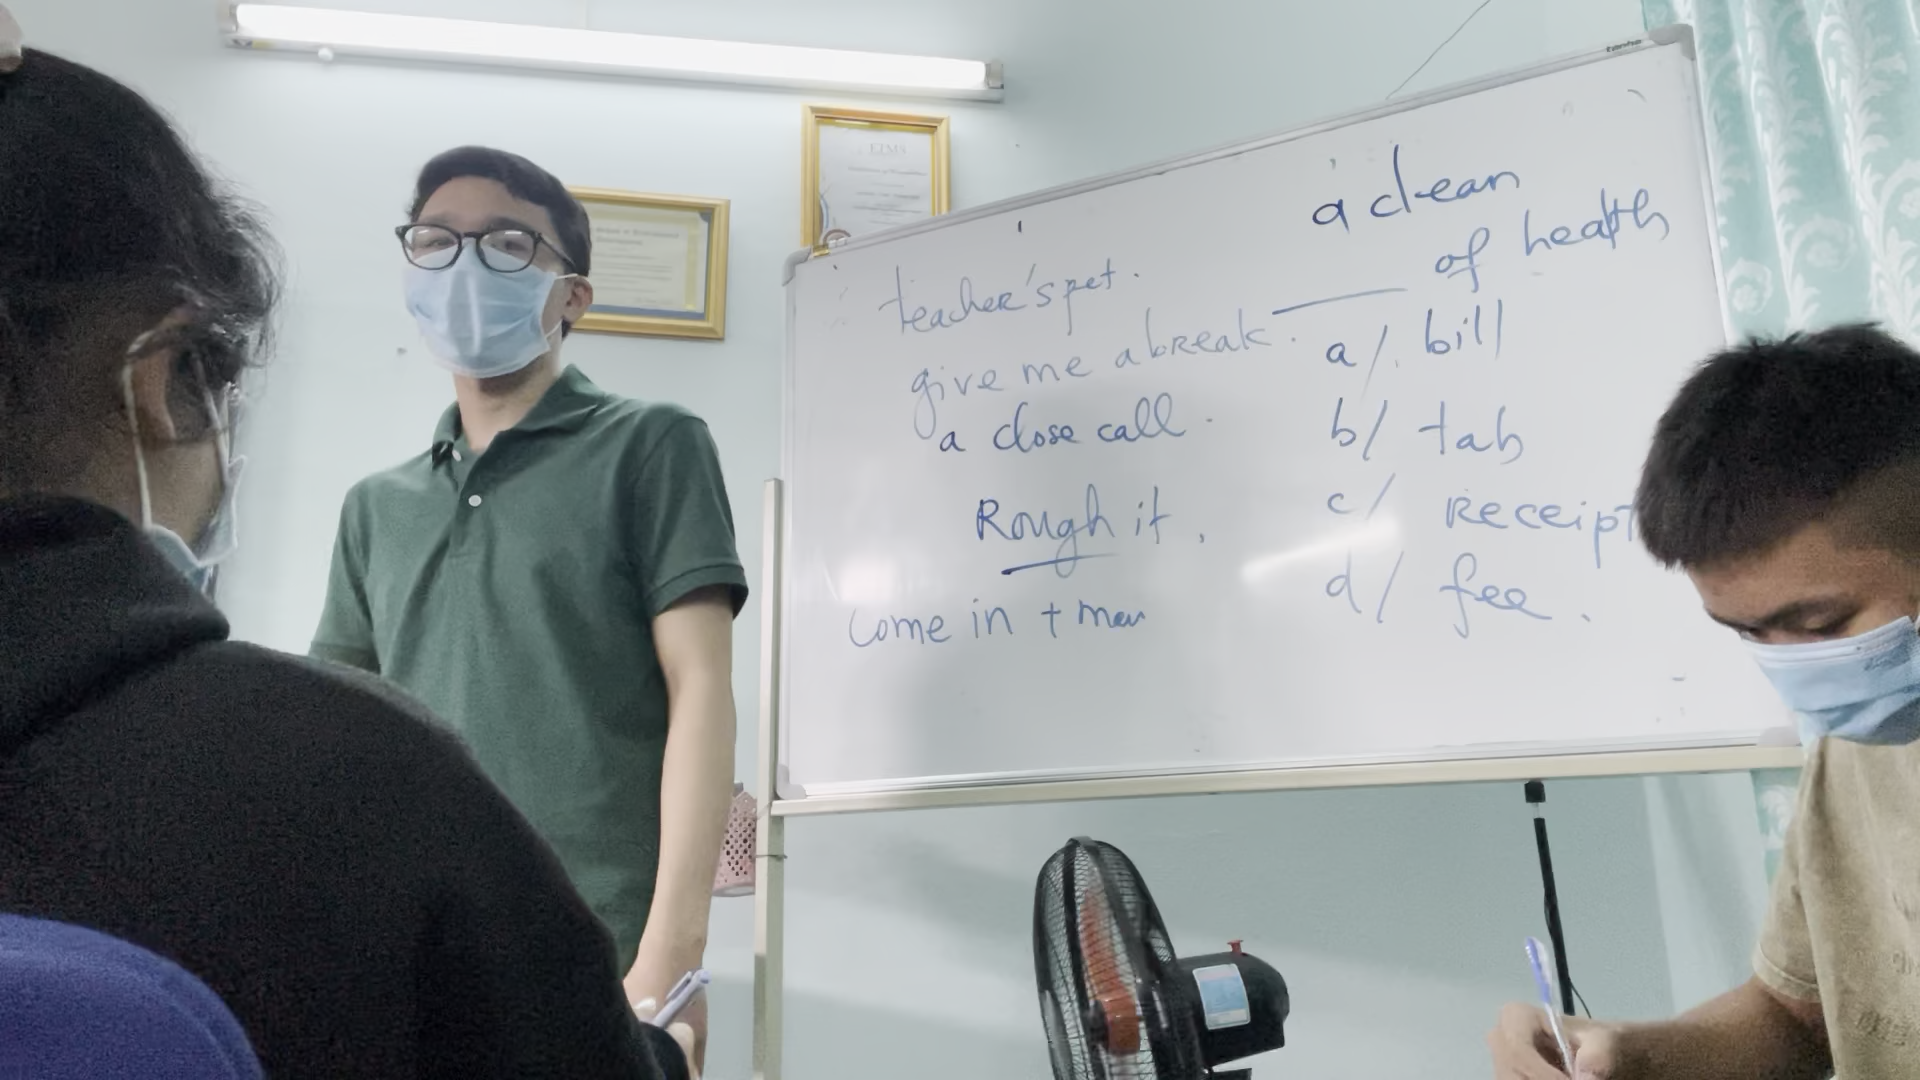 teacher's pet.
give me a break.
a close call.
Rough it,
come in +
a clean
____ of health
a/ bill
b/ tab
c/ receipt
d/ fee.